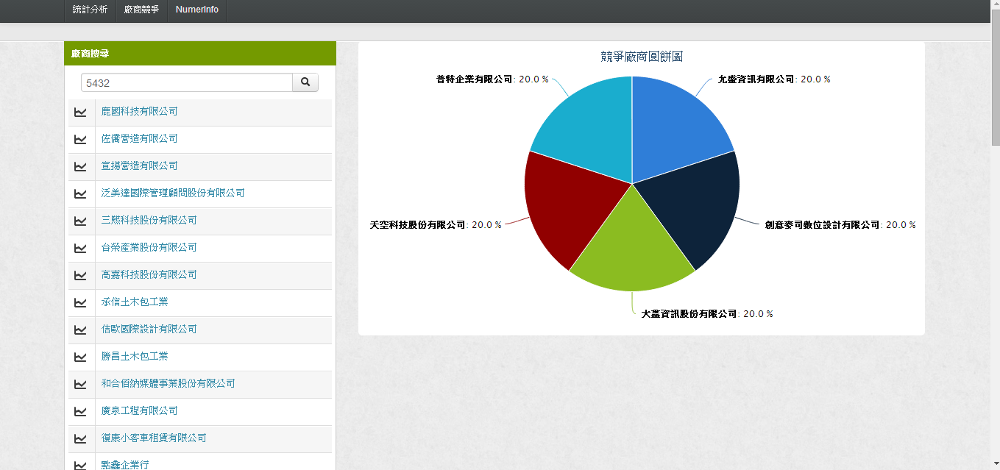 統計分析
廠商競爭
NumerInfo
廠商搜尋
5432
鹿國科技有限公司
佐僑營造有限公司
宣揚營造有限公司
泛美達國際管理顧問股份有限公司
三熙科技股份有限公司
台榮產業股份有限公司
高嘉科技股份有限公司
承信土木包工業
佶歐國際設計有限公司
勝昌土木包工業
和合佰納媒體事業股份有限公司
廣泉工程有限公司
復康小客車租賃有限公司
點鑫企業行
競爭廠商圓餅圖
普特企業有限公司: 20.0 %
允盛資訊有限公司: 20.0 %
天空科技股份有限公司: 20.0 %
創意麥司數位設計有限公司: 20.0 %
大鑫資訊股份有限公司: 20.0 %